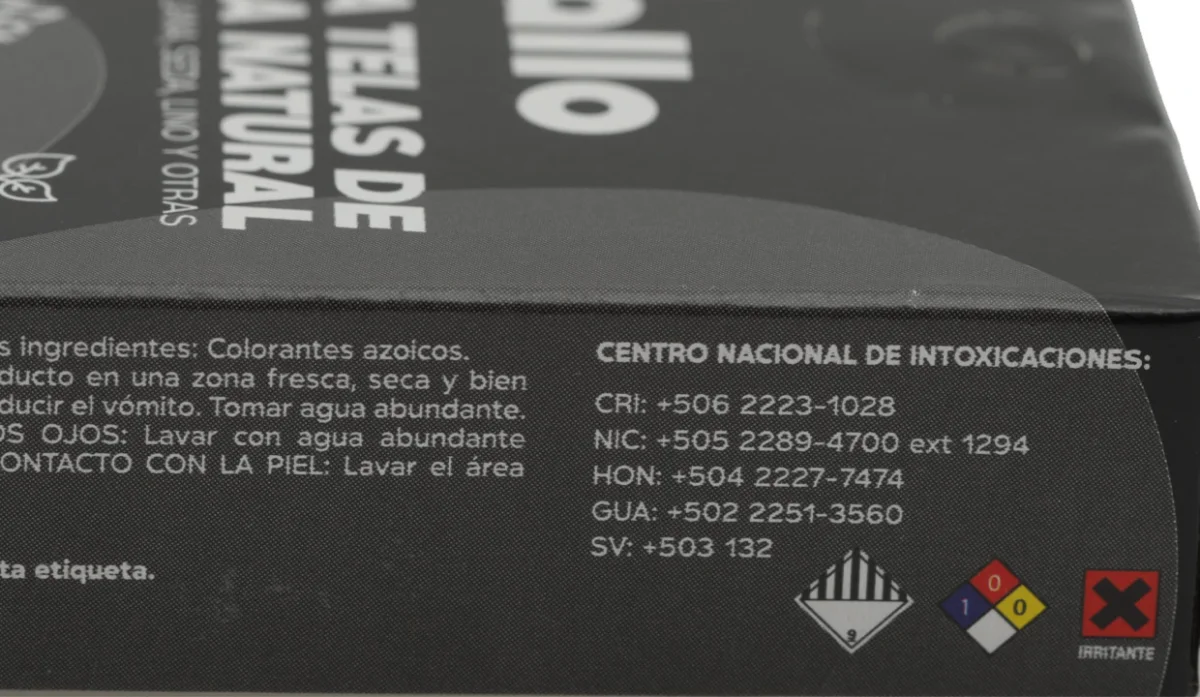 allo
A TELAS DE
A NATURAL
LANA, SEDA, LINO Y OTRAS
s ingredientes: Colorantes azoicos.
ducto en una zona fresca, seca y bien
ducir el vómito. Tomar agua abundante.
OS OJOS: Lavar con agua abundante
ONTACTO CON LA PIEL: Lavar el área
ta etiqueta.
CENTRO NACIONAL DE INTOXICACIONES:
CRI: +506 2223-1028
NIC: +505 2289-4700 ext 1294
HON: +504 2227-7474
GUA: +502 2251-3560
SV: +503 132
9
0
1 0
IRRITANTE